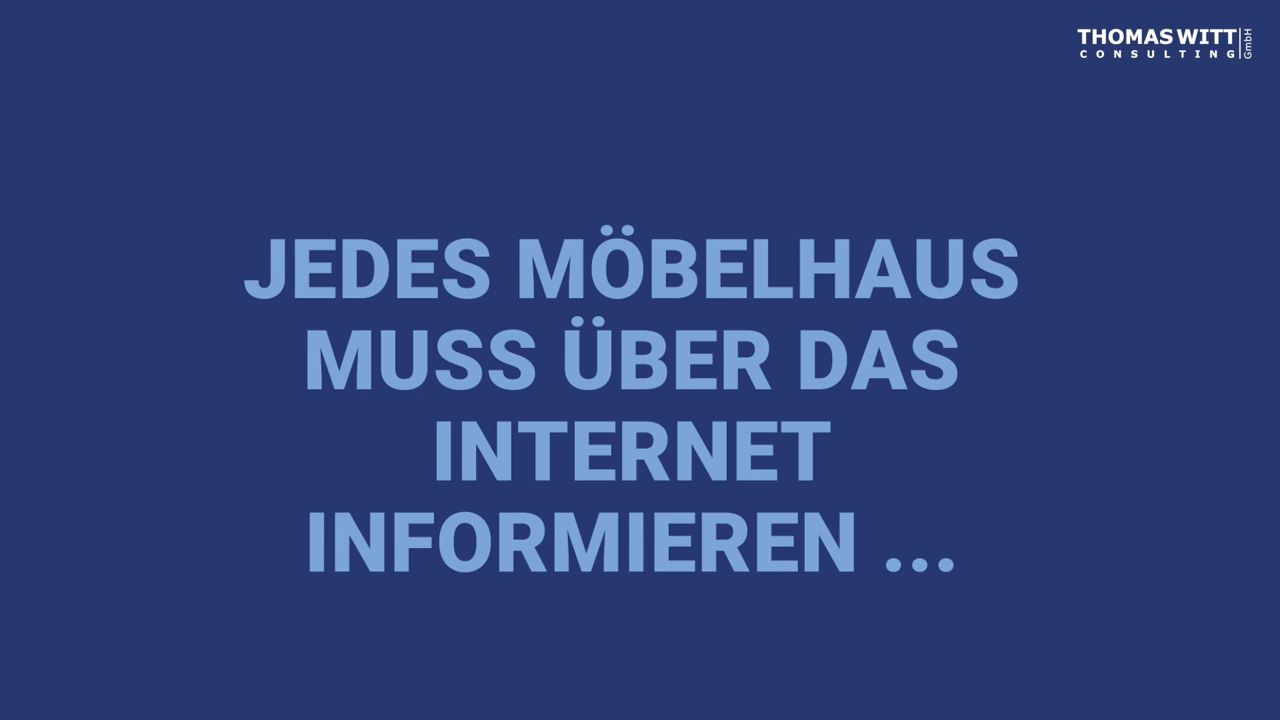 THOMAS WITT
CONSULTING
GmbH
JEDES MÖBELHAUS
MUSS ÜBER DAS
INTERNET
INFORMIEREN ...